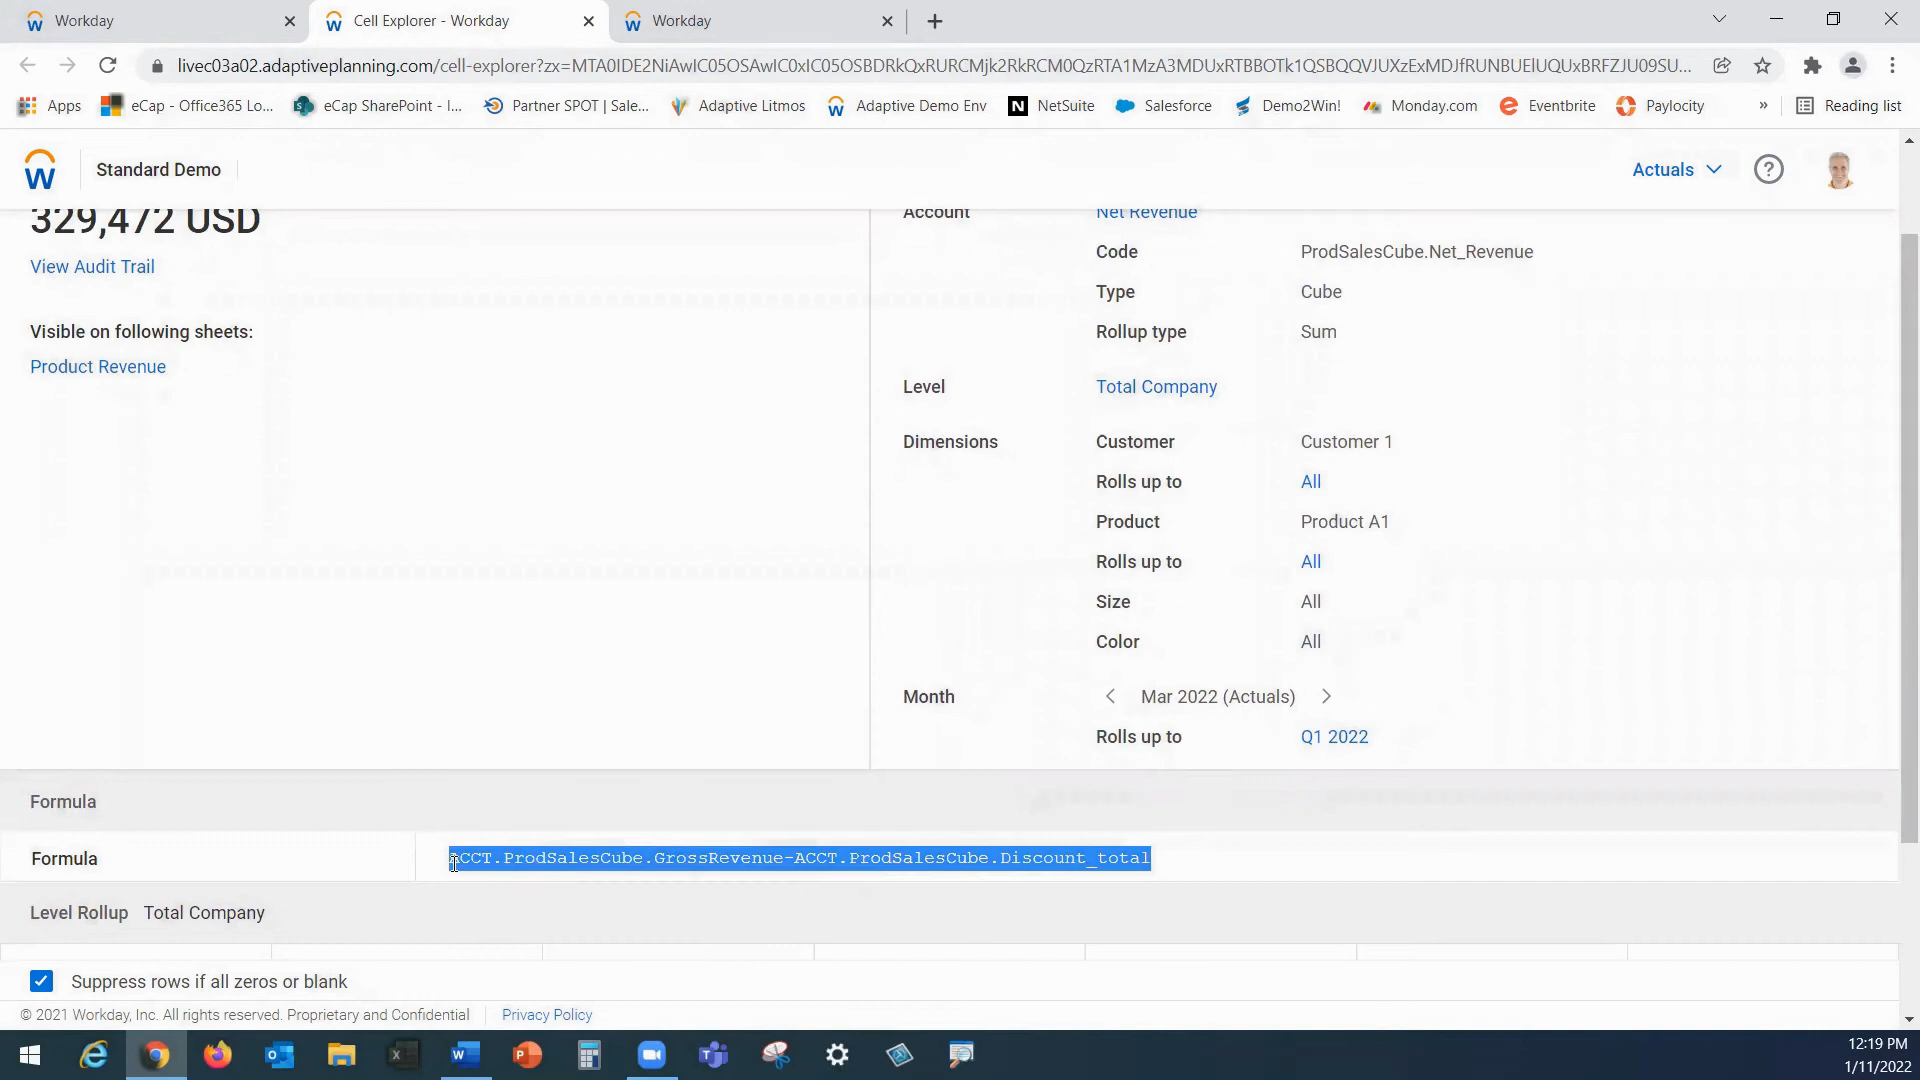 Workday
Cell Explorer - Workday
Workday
livec03a02.adaptiveplanning.com/cell-explorer?zx=MTA0IDE2NiAwIC05OSAwIC0xIC05OSBDRkQxRURCMjk2RkRCM0QzRTA1MzA3MDUxRTBBOTk1QSBQQVJUXzExMDJfRUNBUElUQUxBRFZJU09SU...
Apps
eCap - Office365 Lo...
eCap SharePoint - I...
Partner SPOT | Sale...
Adaptive Litmos
Adaptive Demo Env
NetSuite
Salesforce
Demo2Win!
Monday.com
Eventbrite
Paylocity
»
Reading list
Standard Demo
Actuals
329,472 USD
View Audit Trail
Visible on following sheets:
Product Revenue
Account Net Revenue
Code ProdSalesCube.Net_Revenue
Type Cube
Rollup type Sum
Level Total Company
Dimensions Customer Customer 1
Rolls up to All
Product Product A1
Rolls up to All
Size All
Color All
Month Mar 2022 (Actuals)
Rolls up to Q1 2022
Formula
Formula ACCT.ProdSalesCube.GrossRevenue-ACCT.ProdSalesCube.Discount_total
Level Rollup Total Company
Suppress rows if all zeros or blank
© 2021 Workday, Inc. All rights reserved. Proprietary and Confidential
Privacy Policy
12:19 PM
1/11/2022